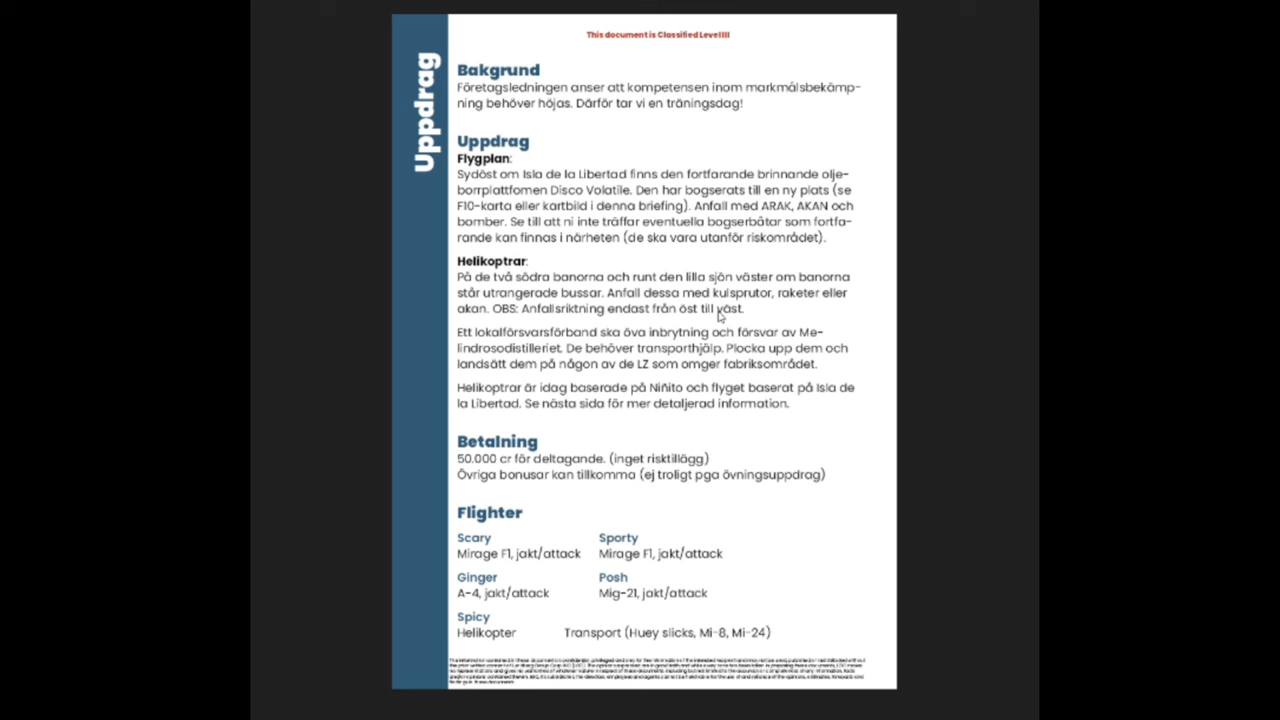 This document is Classified Level III
Uppdrag
Bakgrund
Företagsledningen anser att kompetensen inom markmålsbekämp-
ning behöver höjas. Därför tar vi en träningsdag!
Uppdrag
Flygplan:
Sydöst om Isla de la Libertad finns den fortfarande brinnande olje-
borrplattfomen Disco Volatile. Den har bogserats till en ny plats (se
F10-karta eller kartbild i denna briefing). Anfall med ARAK, AKAN och
bomber. Se till att ni inte träffar eventuella bogserbåtar som fortfa-
rande kan finnas i närheten (de ska vara utanför riskområdet).
Helikoptrar:
På de två södra banorna och runt den lilla sjön väster om banorna
står utrangerade bussar. Anfall dessa med kulsprutor, raketer eller
akan. OBS: Anfallsriktning endast från öst till väst.
Ett lokalförsvarsförband ska öva inbrytning och försvar av Me-
lindrosodistilleriet. De behöver transporthjälp. Plocka upp dem och
landsätt dem på någon av de LZ som omger fabriksområdet.
Helikoptrar är idag baserade på Niñito och flyget baserat på Isla de
la Libertad. Se nästa sida för mer detaljerad information.
Betalning
50.000 cr för deltagande. (inget risktillägg)
Övriga bonusar kan tillkomma (ej troligt pga övningsuppdrag)
Flighter
Scary Sporty
Mirage F1, jakt/attack Mirage F1, jakt/attack
Ginger Posh
A-4, jakt/attack Mig-21, jakt/attack
Spicy
Helikopter Transport (Huey slicks, Mi-8, Mi-24)